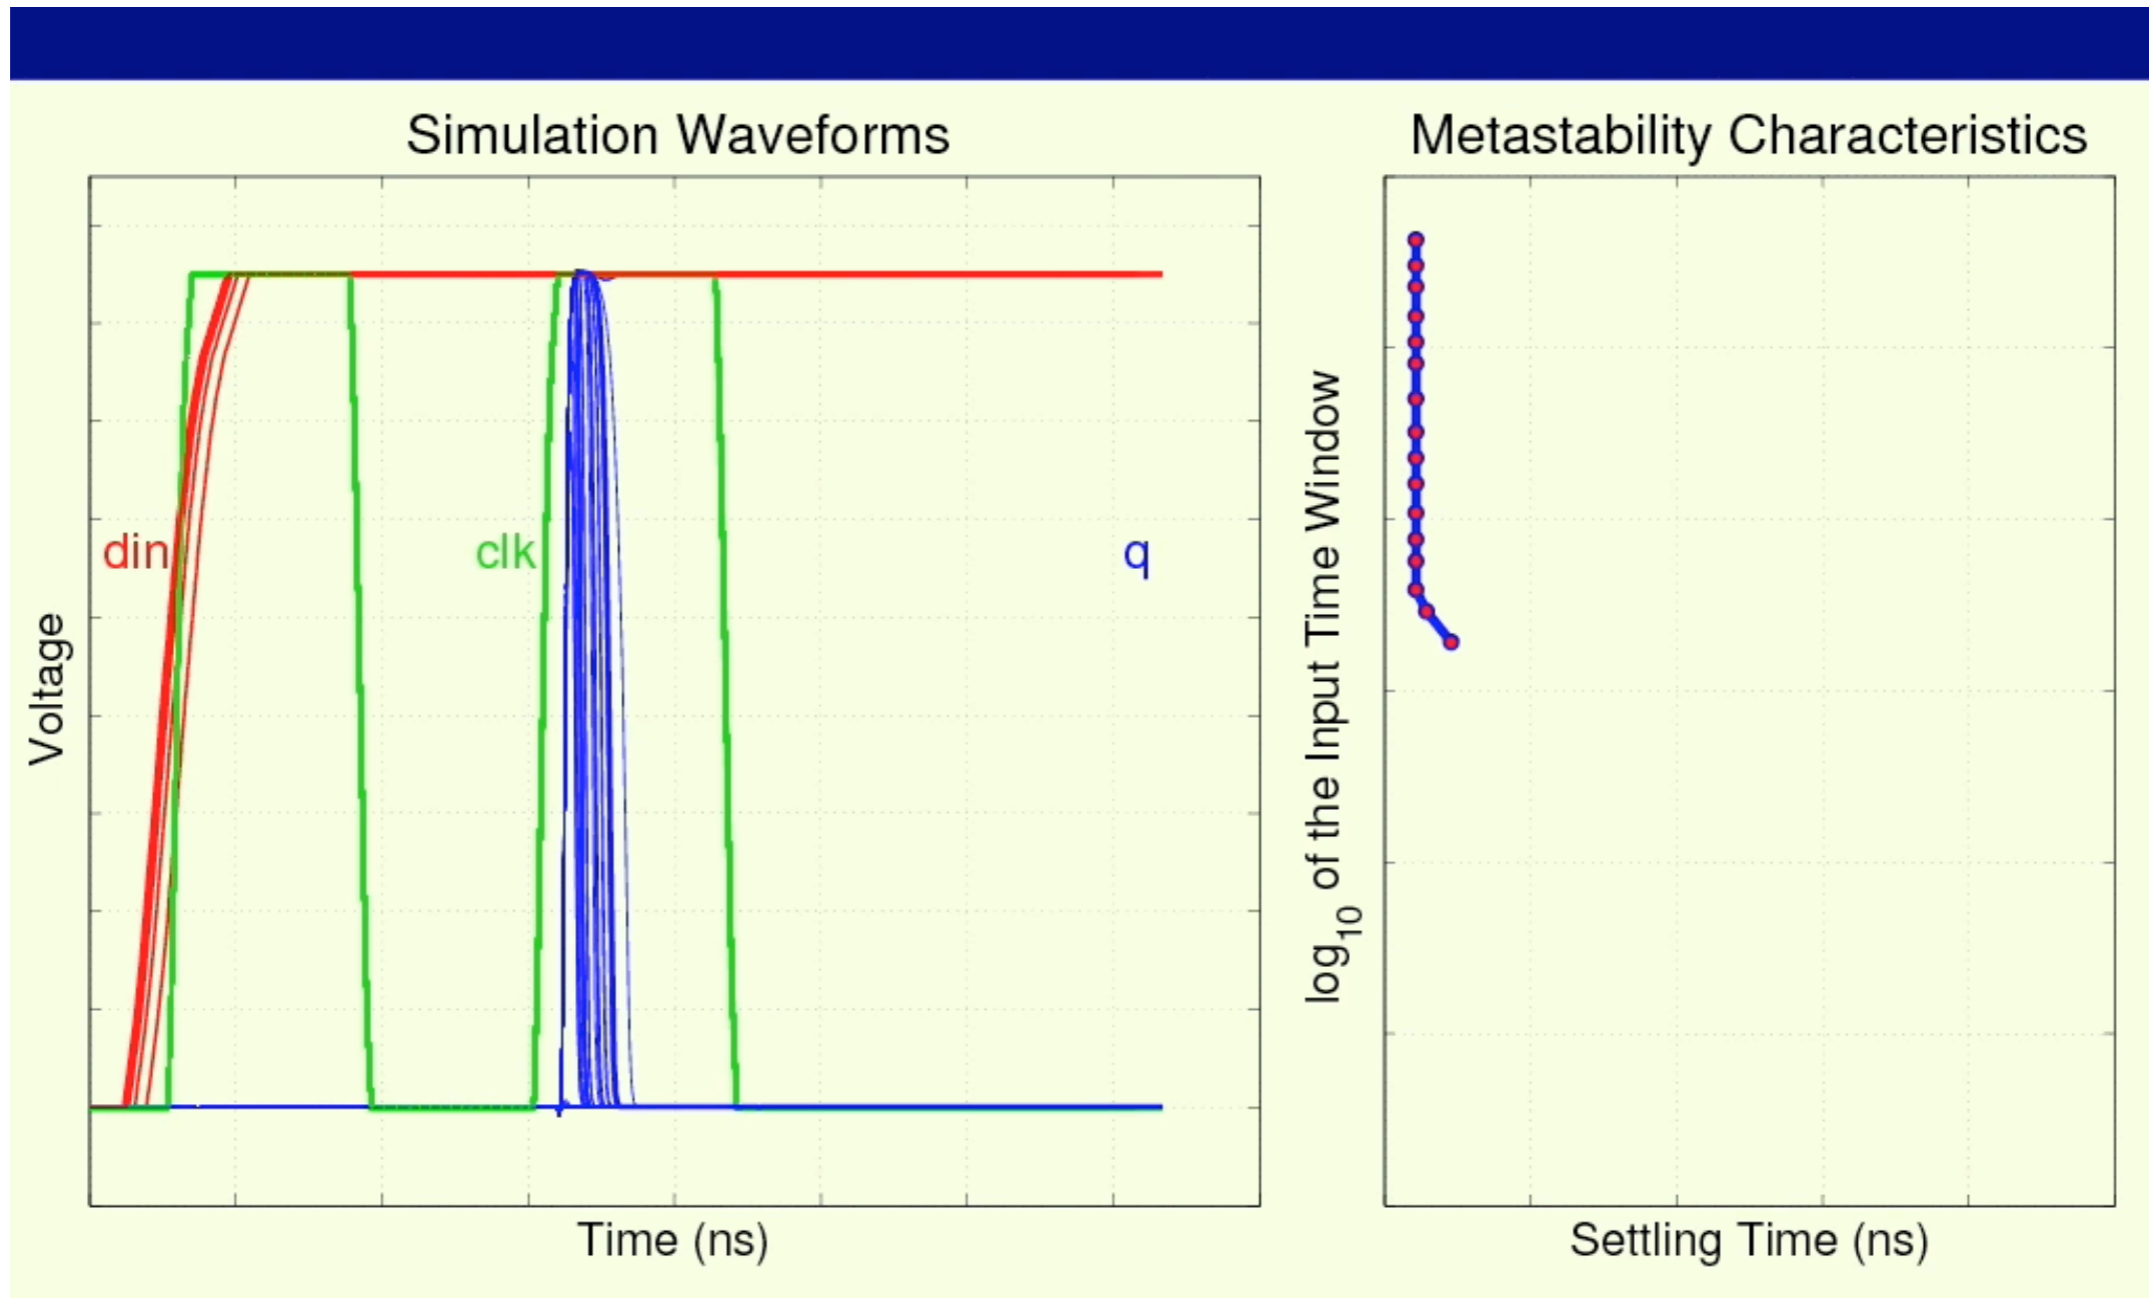 Simulation Waveforms
Metastability Characteristics
din
clk
q
Voltage
Time (ns)
log10 of the Input Time Window
Settling Time (ns)